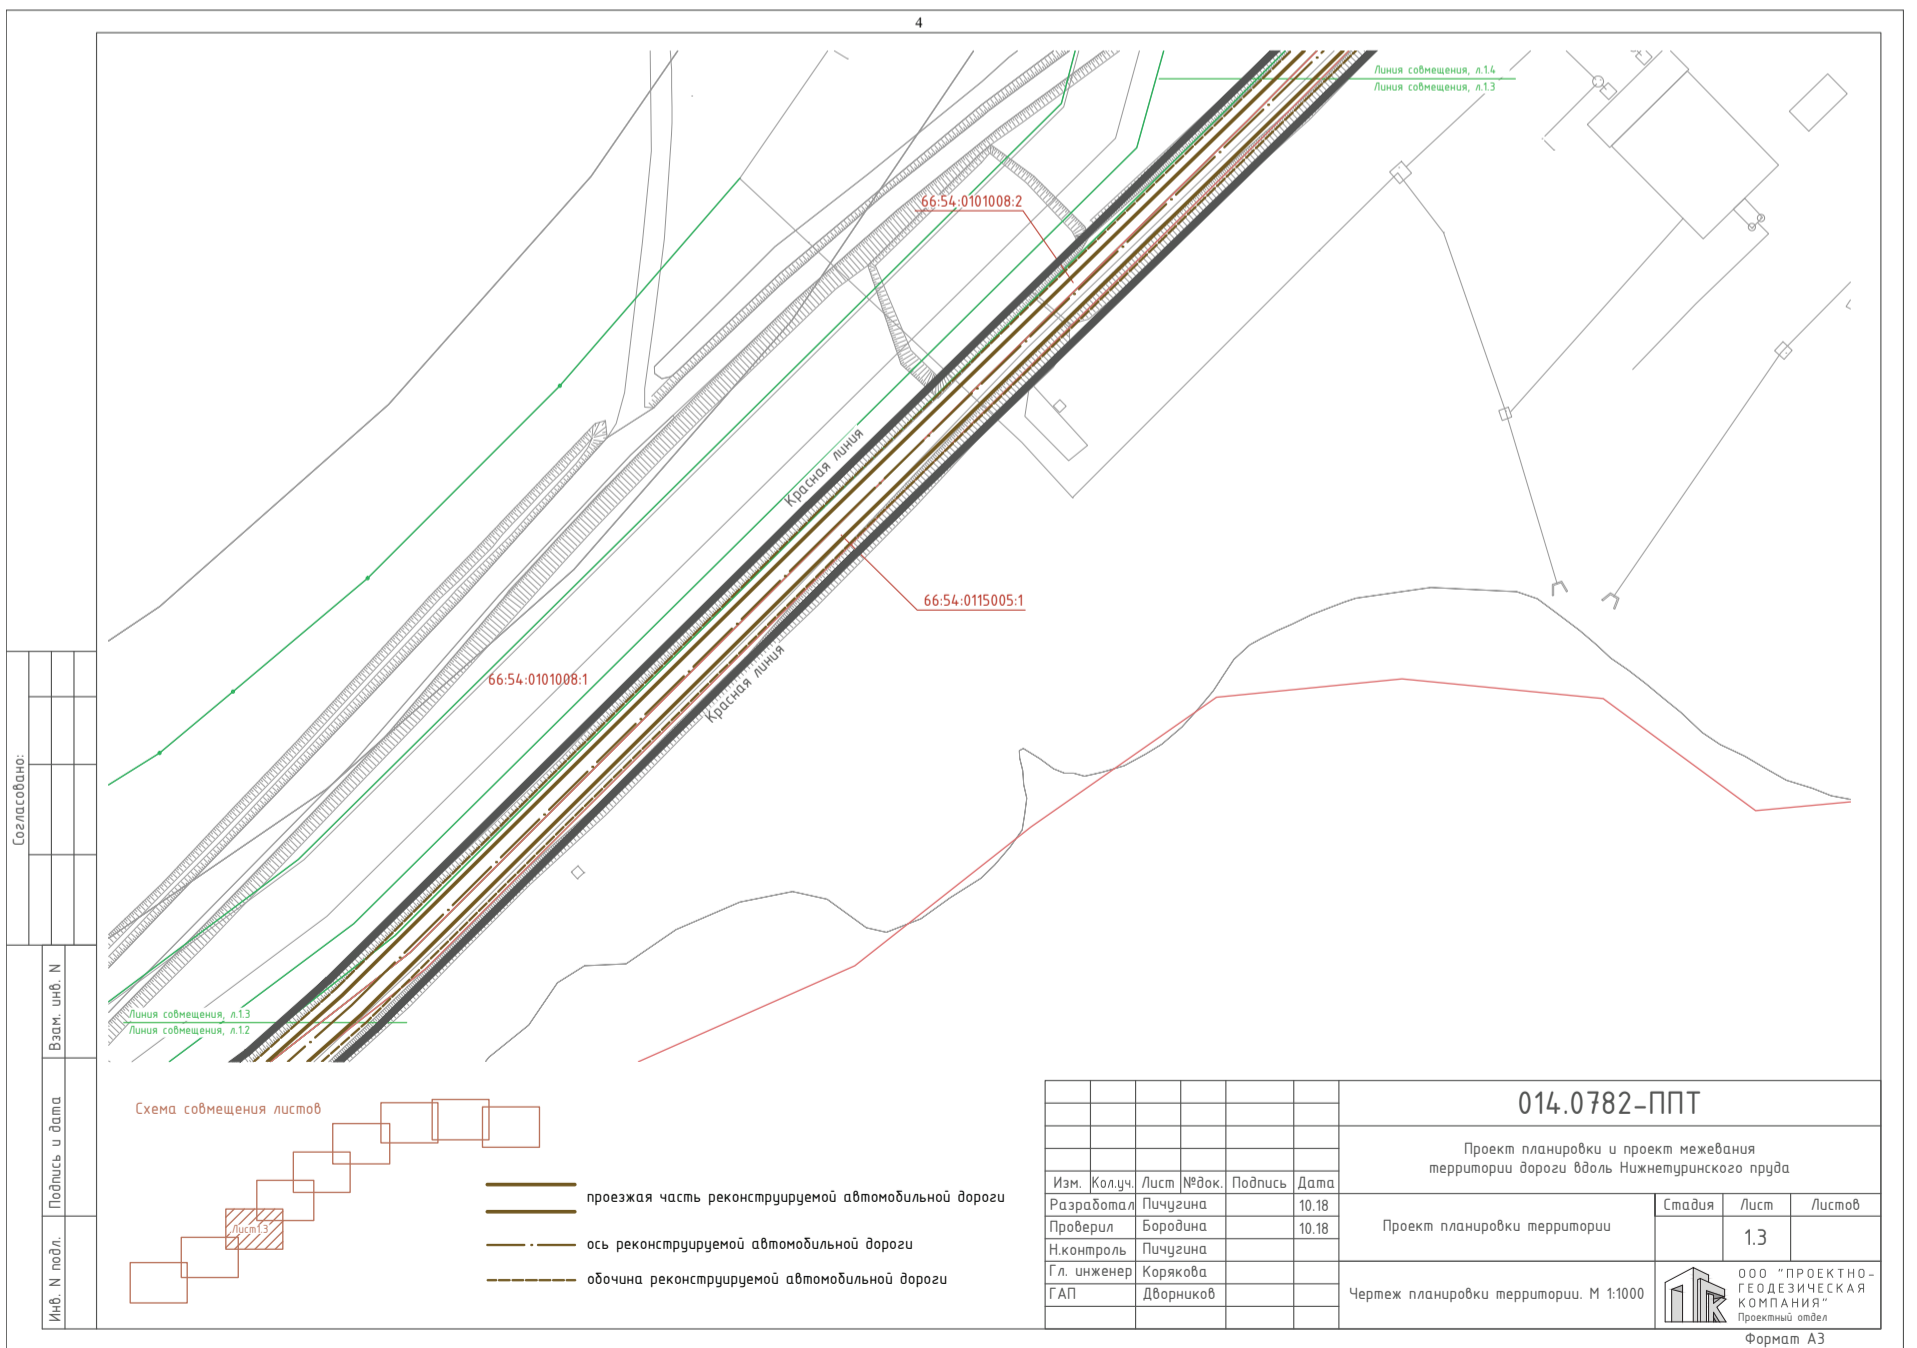 4
Линия совмещения, л.1.4
Линия совмещения, л.1.3
66:54:0101008:2
Красная линия
66:54:0115005:1
Красная линия
66:54:0101008:1
Линия совмещения, л.1.3
Линия совмещения, л.1.2
Согласовано:
Взам. инв. N
Подпись и дата
Инв. N подл.
Схема совмещения листов
Лист1.3
проезжая часть реконструируемой автомобильной дороги
ось реконструируемой автомобильной дороги
обочина реконструируемой автомобильной дороги
014.0782-ППТ
Проект планировки и проект межевания
территории дороги вдоль Нижнетуринского пруда
Изм. Кол.уч. Лист №док. Подпись Дата
Разработал Пичугина 10.18
Проверил Бородина 10.18
Н.контроль Пичугина
Гл. инженер Корякова
ГАП Дворников
Проект планировки территории
Стадия Лист Листов
1.3
Чертеж планировки территории. М 1:1000
ООО "ПРОЕКТНО-
ГЕОДЕЗИЧЕСКАЯ
КОМПАНИЯ"
Проектный отдел
Формат А3